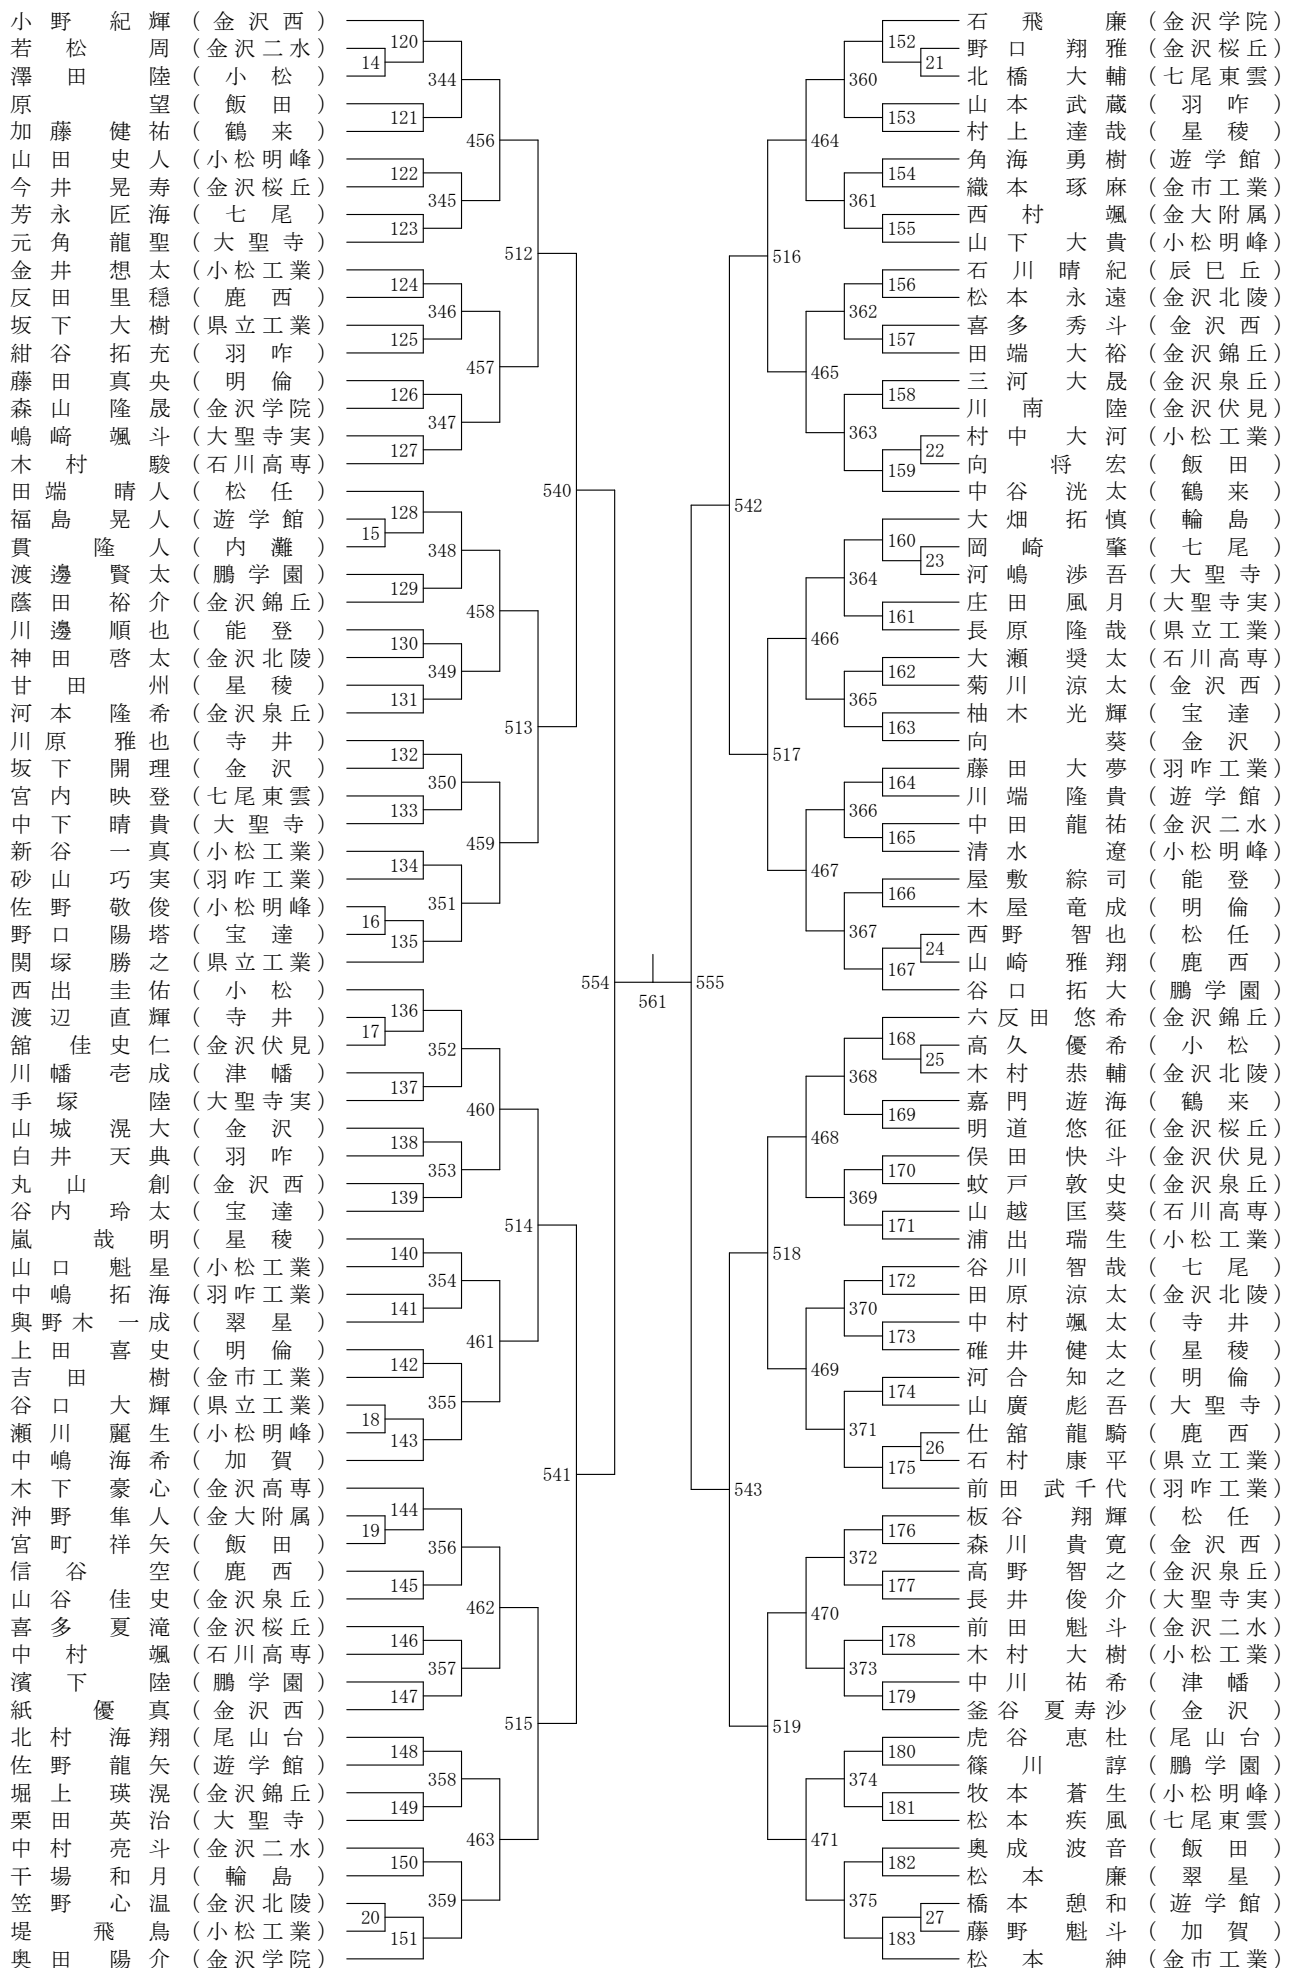 小野 紀輝 (金沢西)
若松 周 (金沢二水)
澤田 陸 (小松)
原 望 (飯田)
加藤 健祐 (鶴来)
山田 史人 (小松明峰)
今井 晃寿 (金沢桜丘)
芳永 匠海 (七尾)
元角 龍聖 (大聖寺)
金井 想太 (小松工業)
反田 里穏 (鹿西)
坂下 大樹 (県立工業)
紺谷 拓充 (羽咋)
藤田 真央 (明倫)
森山 隆晟 (金沢学院)
嶋﨑 颯斗 (大聖寺実)
木村 駿 (石川高専)
田端 晴人 (松任)
福島 晃人 (遊学館)
貫 隆人 (内灘)
渡邊 賢太 (鵬学園)
蔭田 裕介 (金沢錦丘)
川邊 順也 (能登)
神田 啓太 (金沢北陵)
甘田 州 (星稜)
河本 隆希 (金沢泉丘)
川原 雅也 (寺井)
坂下 開理 (金沢)
宮内 映登 (七尾東雲)
中下 晴貴 (大聖寺)
新谷 一真 (小松工業)
砂山 巧実 (羽咋工業)
佐野 敬俊 (小松明峰)
野口 陽塔 (宝達)
関塚 勝之 (県立工業)
西出 圭佑 (小松)
渡辺 直輝 (寺井)
舘 佳史仁 (金沢伏見)
川幡 壱成 (津幡)
手塚 陸 (大聖寺実)
山城 滉大 (金沢)
白井 天典 (羽咋)
丸山 創 (金沢西)
谷内 玲太 (宝達)
嵐 哉明 (星稜)
山口 魁星 (小松工業)
中嶋 拓海 (羽咋工業)
與野木 一成 (翠星)
上田 喜史 (明倫)
吉田 樹 (金市工業)
谷口 大輝 (県立工業)
瀬川 麗生 (小松明峰)
中嶋 海希 (加賀)
木下 豪心 (金沢高専)
沖野 隼人 (金大附属)
宮町 祥矢 (飯田)
信谷 空 (鹿西)
山谷 佳史 (金沢泉丘)
喜多 夏滝 (金沢桜丘)
中村 颯 (石川高専)
濱下 陸 (鵬学園)
紙 優真 (金沢西)
北村 海翔 (尾山台)
佐野 龍矢 (遊学館)
堀上 瑛滉 (金沢錦丘)
栗田 英治 (大聖寺)
中村 亮斗 (金沢二水)
干場 和月 (輪島)
笠野 心温 (金沢北陵)
堤 飛鳥 (小松工業)
奥田 陽介 (金沢学院)
14
15
16
17
18
19
20
120
121
122
123
124
125
126
127
128
129
130
131
132
133
134
135
136
137
138
139
140
141
142
143
144
145
146
147
148
149
150
151
344
345
346
347
348
349
350
351
352
353
354
355
356
357
358
359
456
457
458
459
460
461
462
463
512
513
514
515
540
541
554
561
555
542
543
516
517
518
519
464
465
466
467
468
469
470
471
360
361
362
363
364
365
366
367
368
369
370
371
372
373
374
375
152
153
154
155
156
157
158
159
160
161
162
163
164
165
166
167
168
169
170
171
172
173
174
175
176
177
178
179
180
181
182
183
21
22
23
24
25
26
27
石飛 廉 (金沢学院)
野口 翔雅 (金沢桜丘)
北橋 大輔 (七尾東雲)
山本 武蔵 (羽咋)
村上 達哉 (星稜)
角海 勇樹 (遊学館)
織本 琢麻 (金市工業)
西村 颯 (金大附属)
山下 大貴 (小松明峰)
石川 晴紀 (辰巳丘)
松本 永遠 (金沢北陵)
喜多 秀斗 (金沢西)
田端 大裕 (金沢錦丘)
三河 大晟 (金沢泉丘)
川南 陸 (金沢伏見)
村中 大河 (小松工業)
向 将宏 (飯田)
中谷 洸太 (鶴来)
大畑 拓慎 (輪島)
岡崎 肇 (七尾)
河嶋 渉吾 (大聖寺)
庄田 風月 (大聖寺実)
長原 隆哉 (県立工業)
大瀬 奨太 (石川高専)
菊川 涼太 (金沢西)
柚木 光輝 (宝達)
向 葵 (金沢)
藤田 大夢 (羽咋工業)
川端 隆貴 (遊学館)
中田 龍祐 (金沢二水)
清水 遼 (小松明峰)
屋敷 綜司 (能登)
木屋 竜成 (明倫)
西野 智也 (松任)
山崎 雅翔 (鹿西)
谷口 拓大 (鵬学園)
六反田 悠希 (金沢錦丘)
高久 優希 (小松)
木村 恭輔 (金沢北陵)
嘉門 遊海 (鶴来)
明道 悠征 (金沢桜丘)
俣田 快斗 (金沢伏見)
蚊戸 敦史 (金沢泉丘)
山越 匡葵 (石川高専)
浦出 瑞生 (小松工業)
谷川 智哉 (七尾)
田原 涼太 (金沢北陵)
中村 颯太 (寺井)
碓井 健太 (星稜)
河合 知之 (明倫)
山廣 彪吾 (大聖寺)
仕舘 龍騎 (鹿西)
石村 康平 (県立工業)
前田 武千代 (羽咋工業)
板谷 翔輝 (松任)
森川 貴寛 (金沢西)
高野 智之 (金沢泉丘)
長井 俊介 (大聖寺実)
前田 魁斗 (金沢二水)
木村 大樹 (小松工業)
中川 祐希 (津幡)
釜谷 夏寿沙 (金沢)
虎谷 恵杜 (尾山台)
篠川 諄 (鵬学園)
牧本 蒼生 (小松明峰)
松本 疾風 (七尾東雲)
奥成 波音 (飯田)
松本 廉 (翠星)
橋本 憩和 (遊学館)
藤野 魁斗 (加賀)
松本 紳 (金市工業)